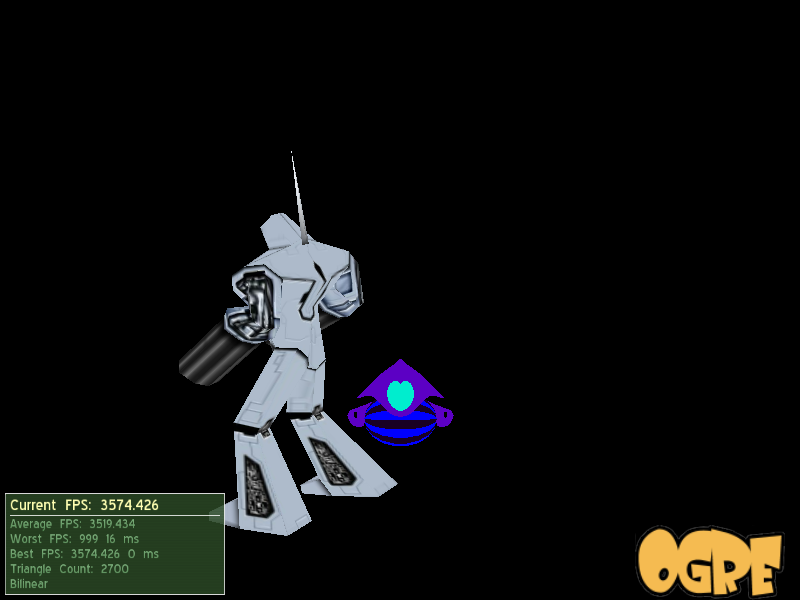 Current FPS: 3574.426
Average FPS: 3519.434
Worst FPS: 999 16 ms
Best FPS: 3574.426 0 ms
Triangle Count: 2700
Bilinear
OGRE